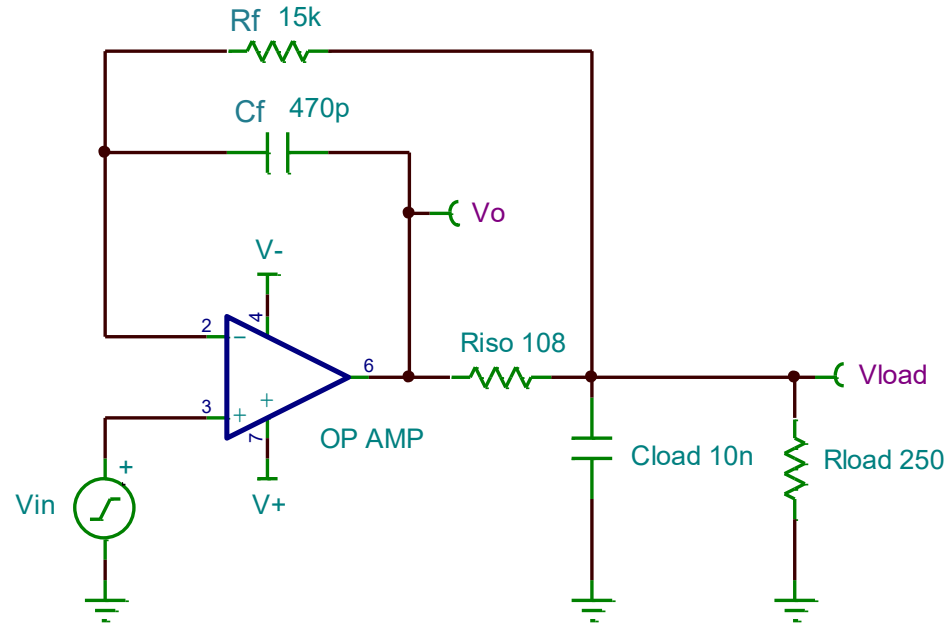 Rf 15k
Cf 470p
Vo
V-
4
2
−
Riso 108
6
Vload
3
+
+
7
OP AMP
Cload 10n
Rload 250
+
Vin
V+